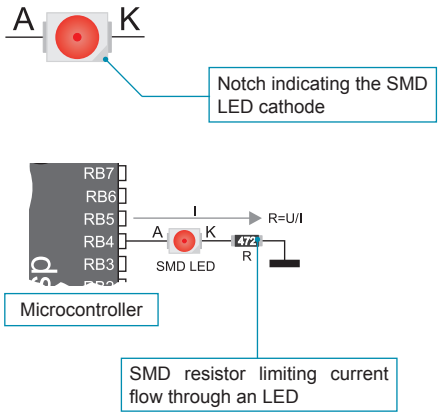 A K
Notch indicating the SMD
LED cathode
RB7
RB6
RB5
I
R=U/I
RB4
A
K
472
RB3
SMD LED
R
Microcontroller
SMD resistor limiting current
flow through an LED